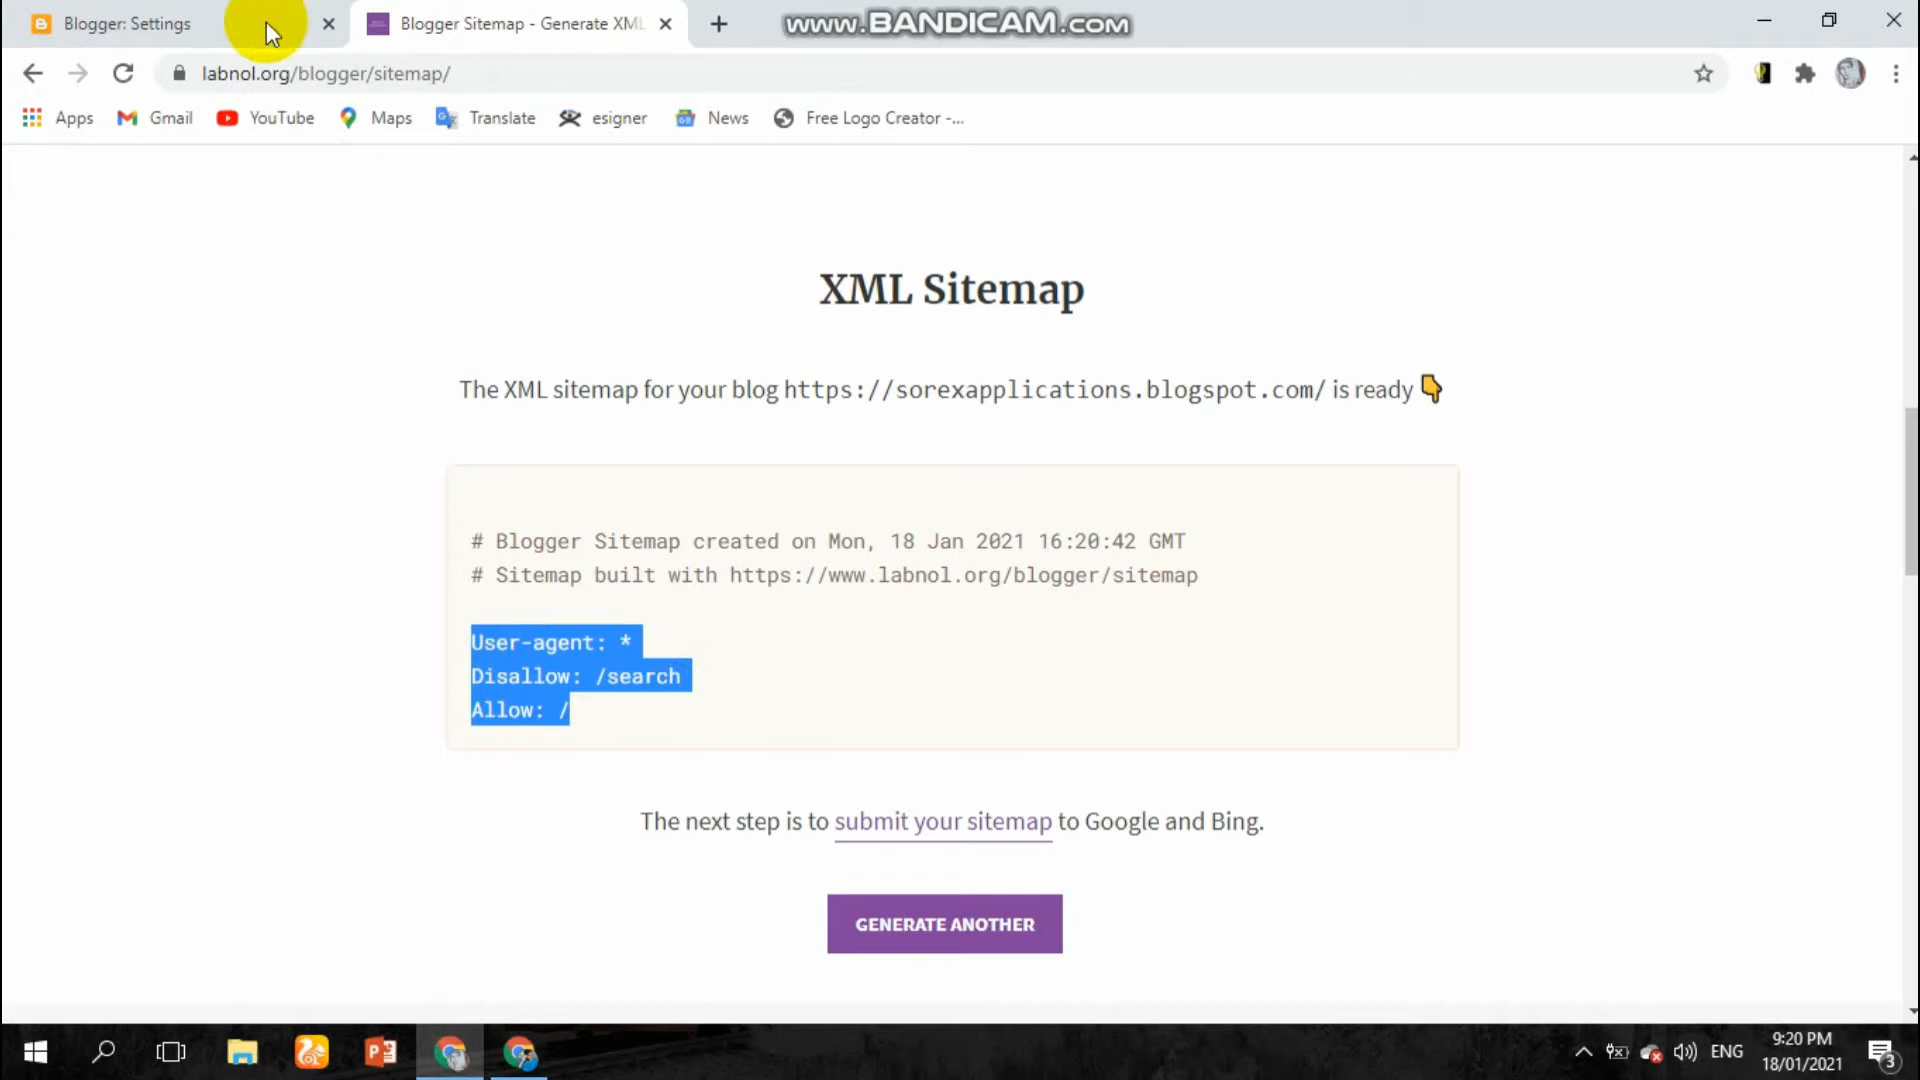 Blogger: Settings
Blogger Sitemap - Generate XML
www.BANDICAM.com
labnol.org/blogger/sitemap/
Apps
Gmail
YouTube
Maps
Translate
esigner
News
Free Logo Creator -...
XML Sitemap
The XML sitemap for your blog https://sorexapplications.blogspot.com/ is ready
# Blogger Sitemap created on Mon, 18 Jan 2021 16:20:42 GMT
# Sitemap built with https://www.labnol.org/blogger/sitemap
User-agent: *
Disallow: /search
Allow: /
The next step is to submit your sitemap to Google and Bing.
GENERATE ANOTHER
ENG
9:20 PM
18/01/2021
3